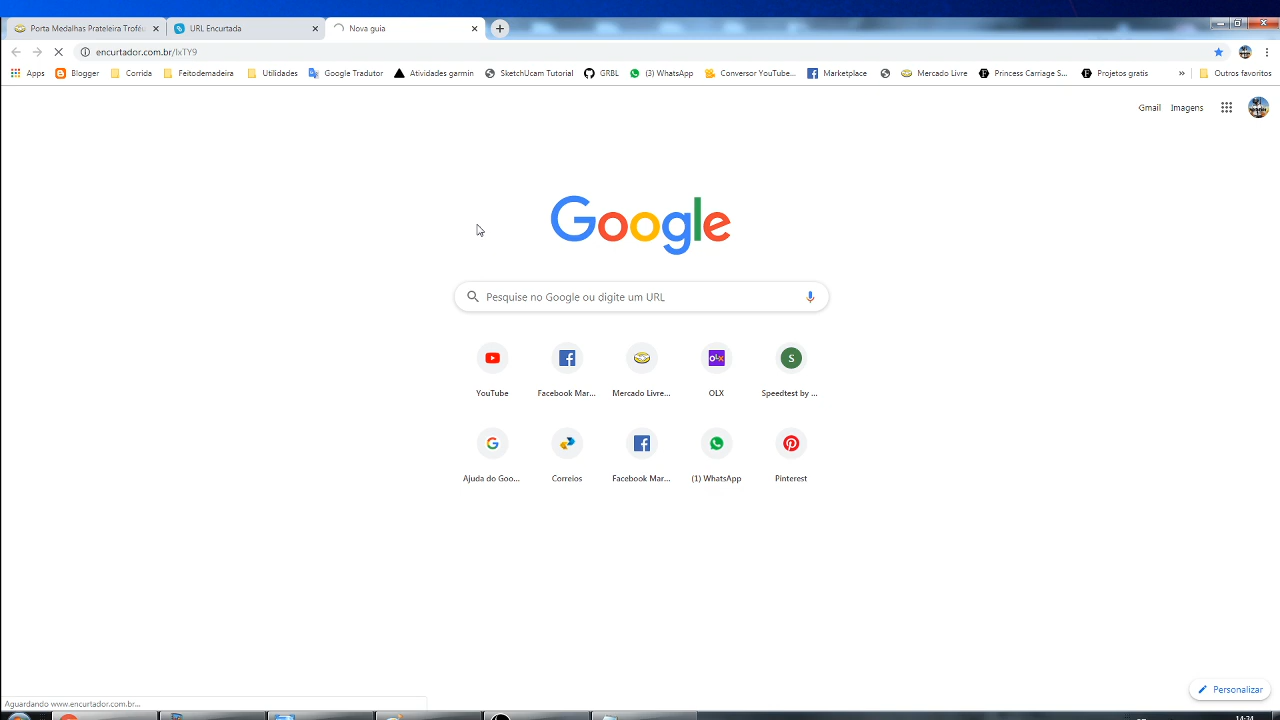 Porta Medalhas Prateleira Troféu
URL Encurtada
Nova guia
encurtador.com.br/lxTY9
Apps
Blogger
Corrida
Feitodemadeira
Utilidades
Google Tradutor
Atividades garmin
SketchUcam Tutorial
GRBL
(3) WhatsApp
Conversor YouTube...
Marketplace
Mercado Livre
Princess Carriage S...
Projetos gratis
Outros favoritos
Gmail
Imagens
Google
Pesquise no Google ou digite um URL
YouTube
Facebook Mar...
Mercado Livre...
OLX
Speedtest by ...
Ajuda do Goo...
Correios
Facebook Mar...
(1) WhatsApp
Pinterest
Personalizar
Aguardando www.encurtador.com.br...